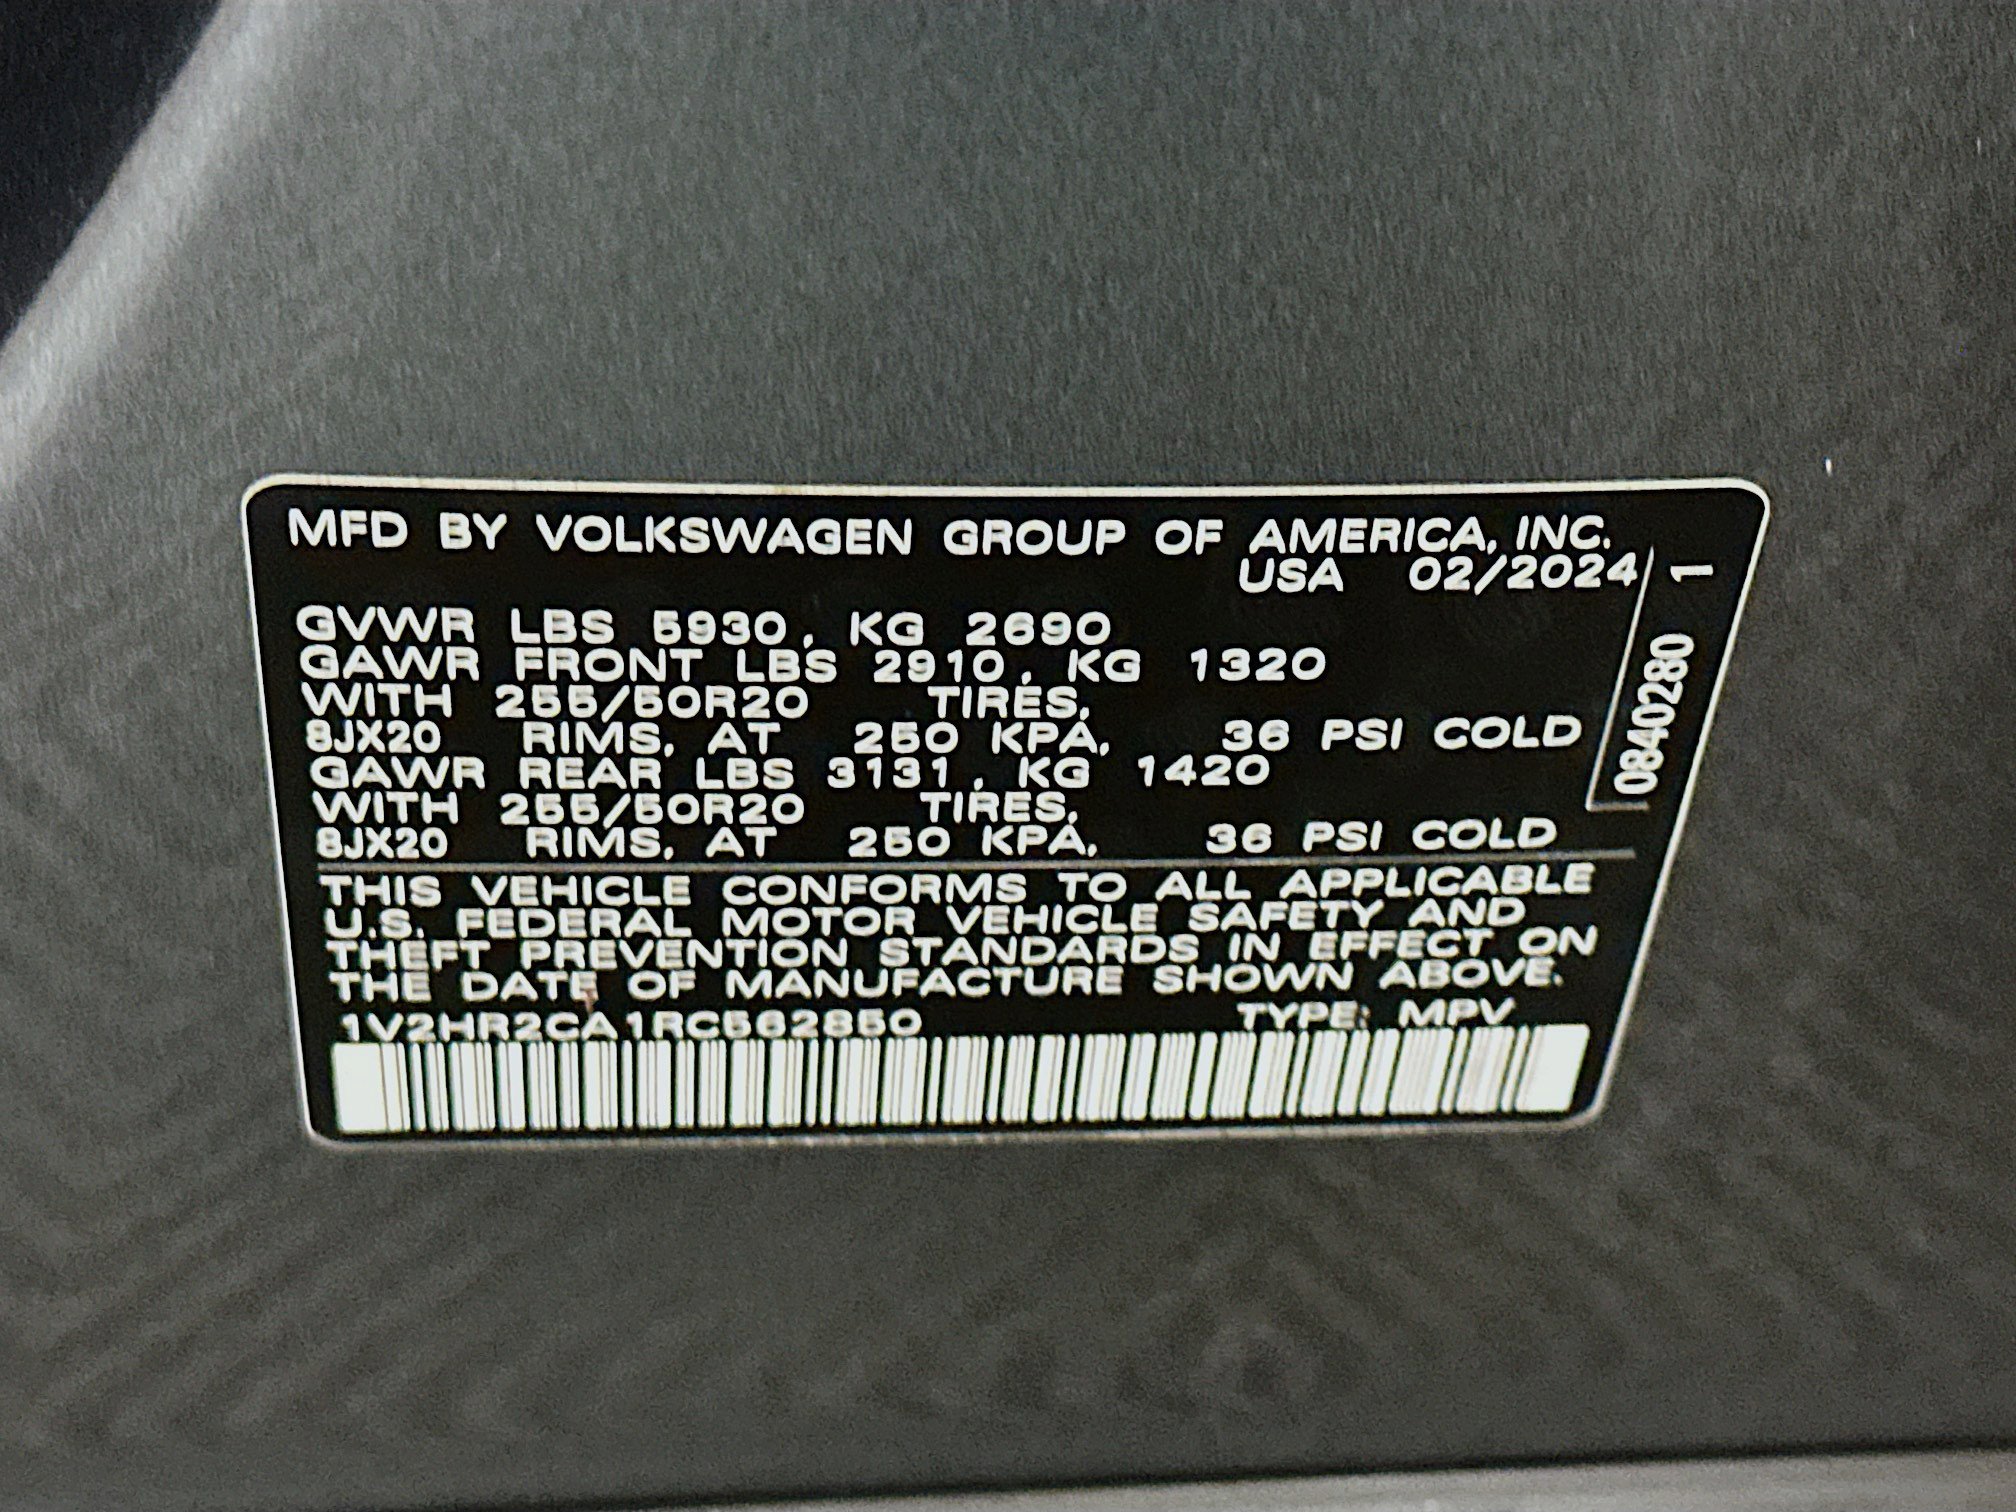 MFD BY VOLKSWAGEN GROUP OF AMERICA, INC.
USA 02/2024
GVWR LBS 5930, KG 2690
GAWR FRONT LBS 2910, KG 1320
WITH 255/50R20 TIRES,
8JX20 RIMS, AT 250 KPA, 36 PSI COLD
GAWR REAR LBS 3131, KG 1420
WITH 255/50R20 TIRES,
8JX20 RIMS, AT 250 KPA, 36 PSI COLD
THIS VEHICLE CONFORMS TO ALL APPLICABLE
U.S. FEDERAL MOTOR VEHICLE SAFETY AND
THEFT PREVENTION STANDARDS IN EFFECT ON
THE DATE OF MANUFACTURE SHOWN ABOVE.
1V2HR2CA1RC562850 TYPE: MPV
08402801